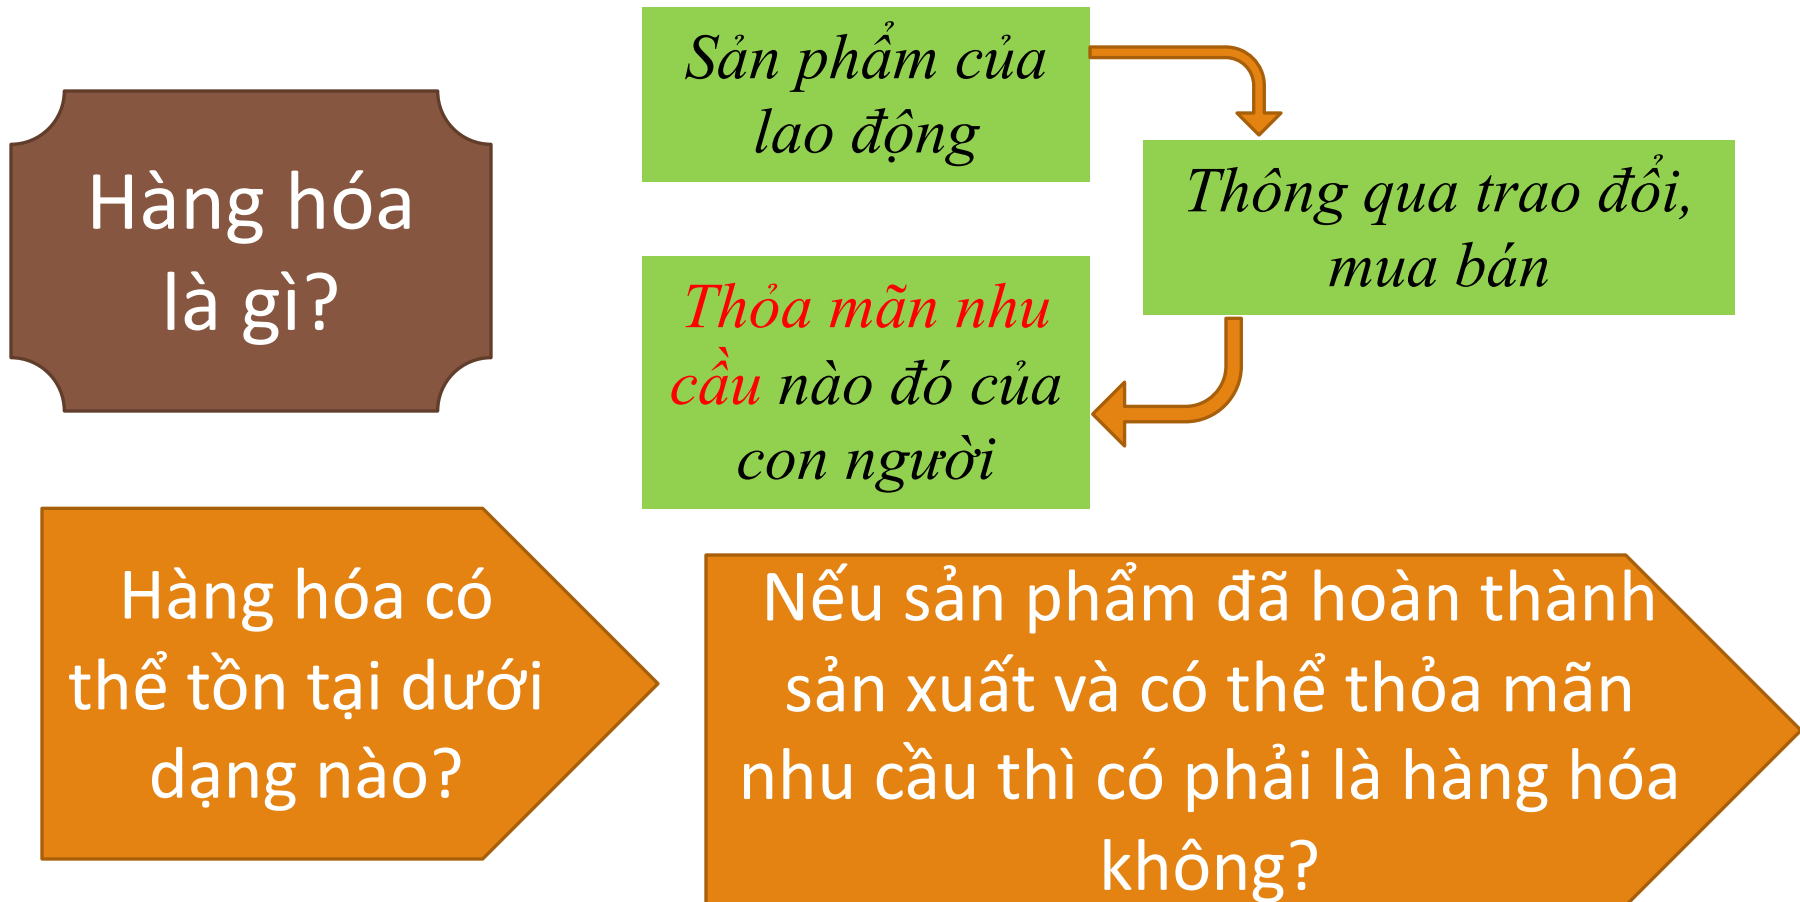 Hàng hóa
là gì?
Sản phẩm của
lao động
Thông qua trao đổi,
mua bán
Thỏa mãn nhu
cầu nào đó của
con người
Hàng hóa có
thể tồn tại dưới
dạng nào?
Nếu sản phẩm đã hoàn thành
sản xuất và có thể thỏa mãn
nhu cầu thì có phải là hàng hóa
không?